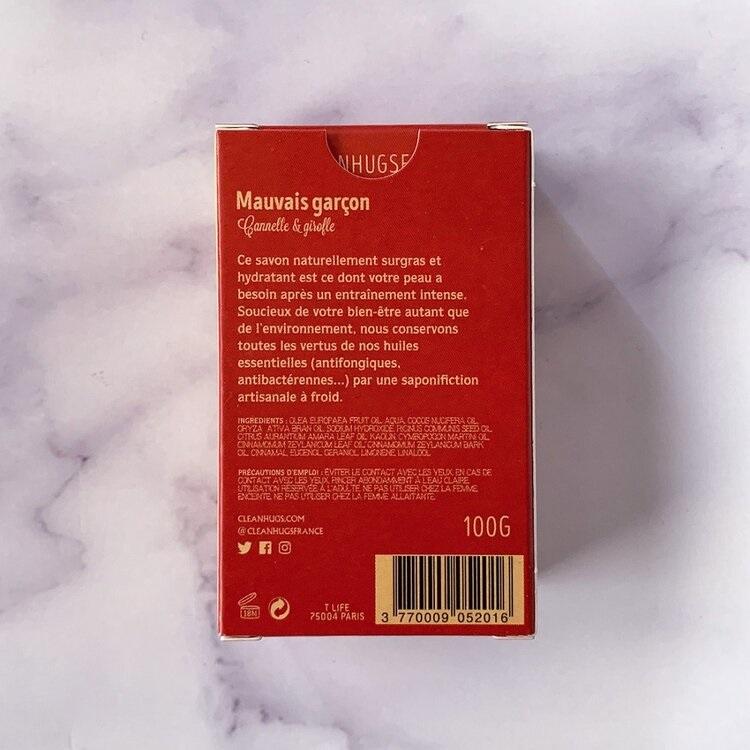 NHUGSE
Mauvais garçon
Cannelle & girofle
Ce savon naturellement surgras et
hydratant est ce dont votre peau a
besoin après un entraînement intense.
Soucieux de votre bien-être autant que
de l'environnement, nous conservons
toutes les vertus de nos huiles
essentielles (antifongiques,
antibactérennes...) par une saponifiction
artisanale à froid.
INGREDIENTS : OLEA EUROPAEA FRUIT OIL, AQUA, COCOS NUCIFERA OIL,
ORYZA ATIVA BRAN OIL, SODIUM HYDROXIDE, RICINUS COMMUNIS SEED OIL,
CITRUS AURANTIUM AMARA LEAF OIL, KAOLIN, CYMBOPOGON MARTINI OIL,
CINNAMOMUM ZEYLANICUM LEAF OIL, CINNAMOMUM ZEYLANICUM BARK
OIL, CINNAMAL, EUGENOL, GERANIOL, LIMONENE, LINALOOL.
PRÉCAUTIONS D'EMPLOI : ÉVITER LE CONTACT AVEC LES YEUX. EN CAS DE
CONTACT AVEC LES YEUX, RINCER ABONDAMMENT À L'EAU CLAIRE.
UTILISATION RÉSERVÉE À L'ADULTE. NE PAS UTILISER CHEZ LA FEMME
ENCEINTE. NE PAS UTILISER CHEZ LA FEMME ALLAITANTE.
CLEANHUGS.COM
@CLEANHUGSFRANCE
100G
18M
T LIFE
75004 PARIS
3 770009 052016